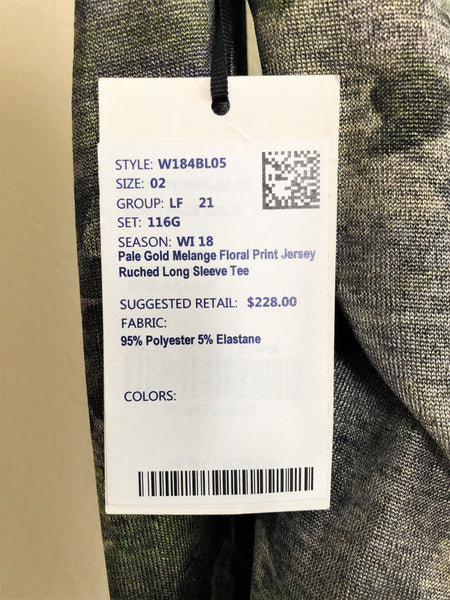 STYLE: W184BL05
SIZE: 02
GROUP: LF 21
SET: 116G
SEASON: WI 18
Pale Gold Melange Floral Print Jersey
Ruched Long Sleeve Tee
SUGGESTED RETAIL: $228.00
FABRIC:
95% Polyester 5% Elastane
COLORS: